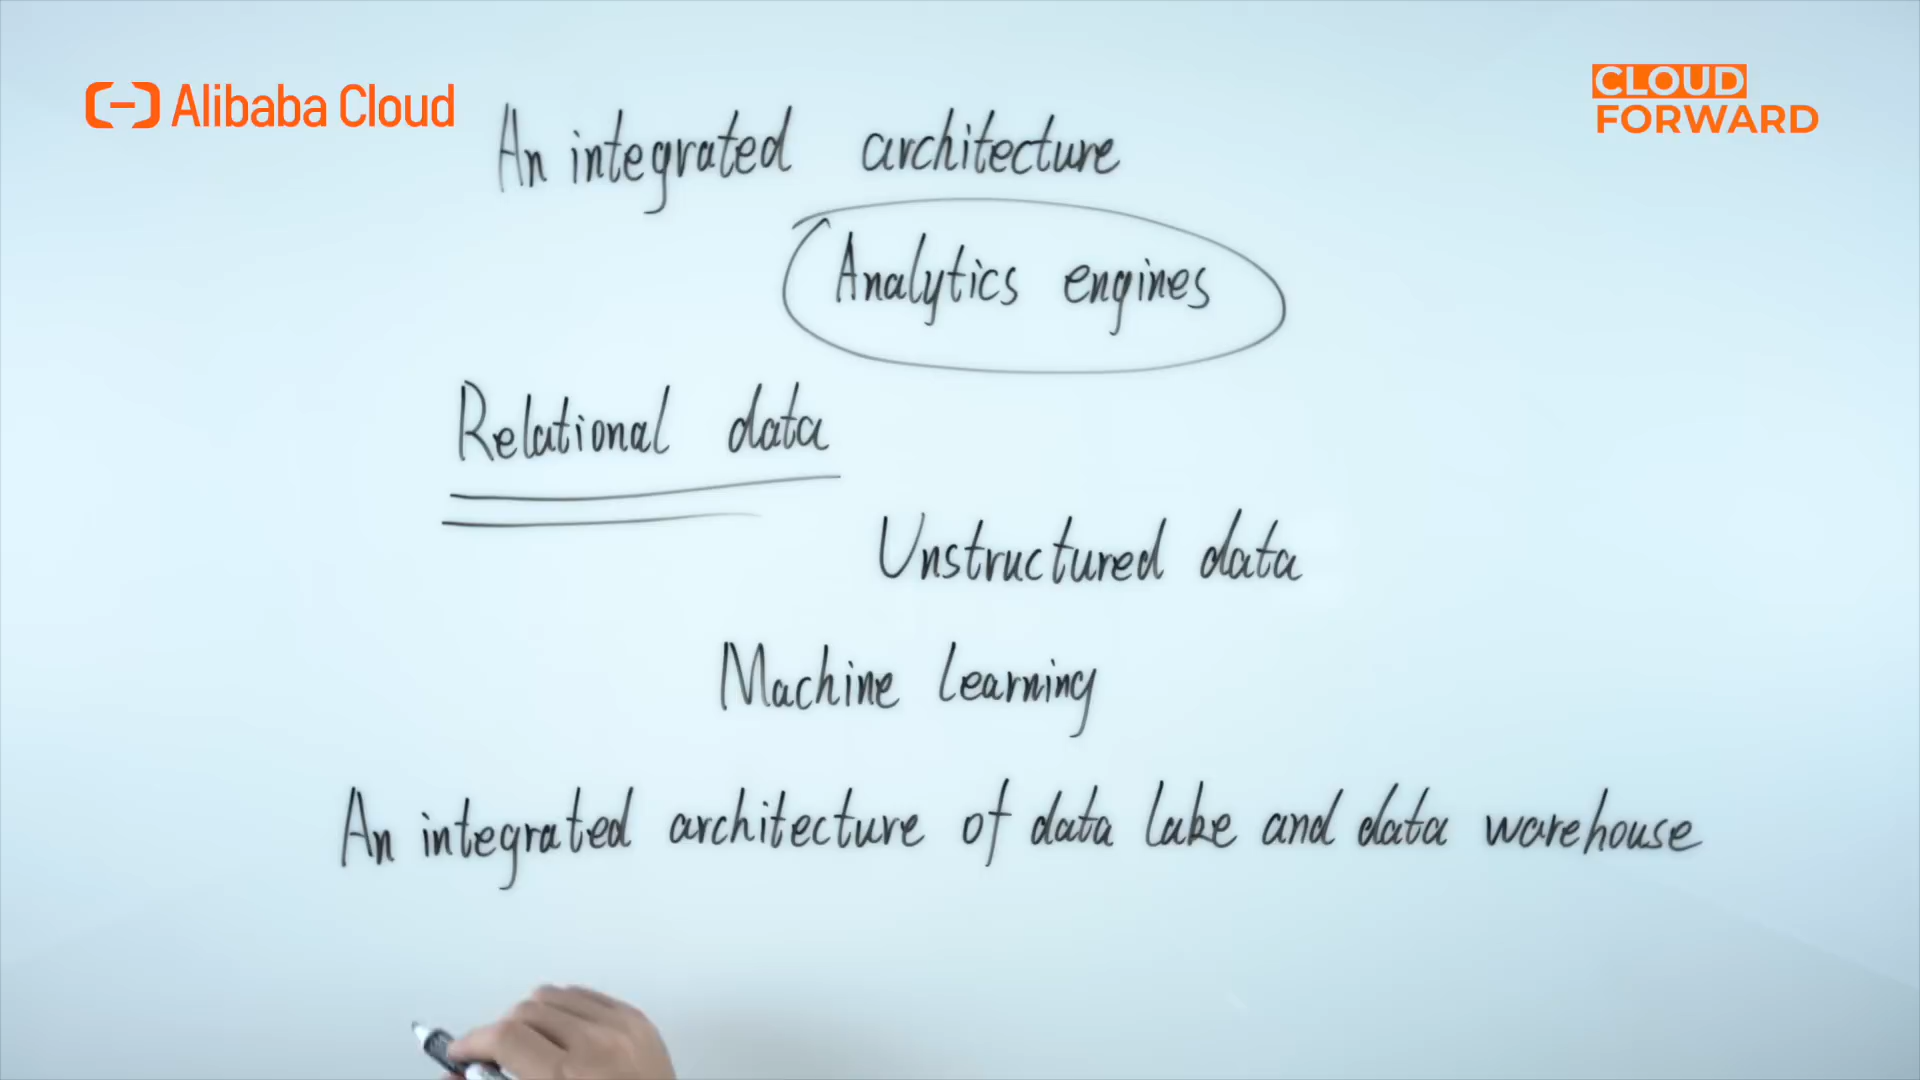 Alibaba Cloud
CLOUD
FORWARD
An integrated architecture
Analytics engines
Relational data
Unstructured data
Machine learning
An integrated architecture of data lake and data warehouse